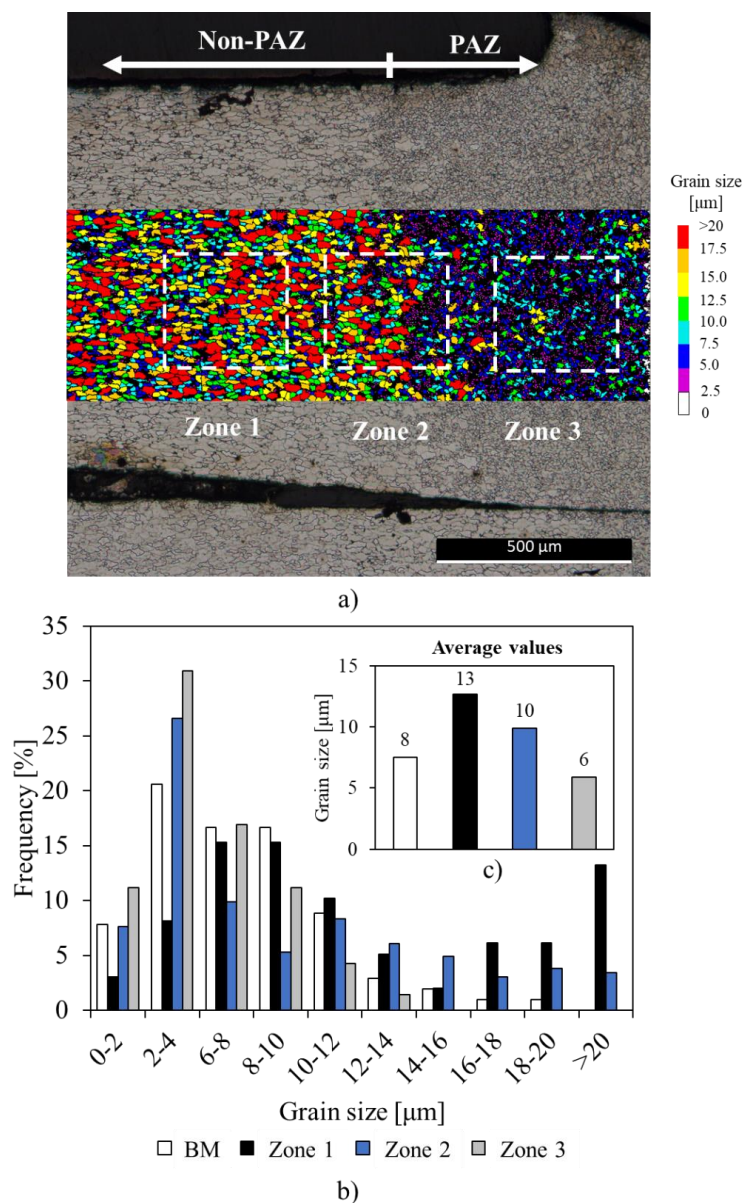 Non-PAZ PAZ
Grain size
[μm]
>20
17.5
15.0
12.5
10.0
7.5
5.0
2.5
0
Zone 1 Zone 2 Zone 3
500 μm
a)
Frequency [%]
35
30
25
20
15
10
5
0
Average values
Grain size [μm]
15
10
5
0
8
13
10
6
c)
0-2
2-4
6-8
8-10
10-12
12-14
14-16
16-18
18-20
>20
Grain size [μm]
BM Zone 1 Zone 2 Zone 3
b)